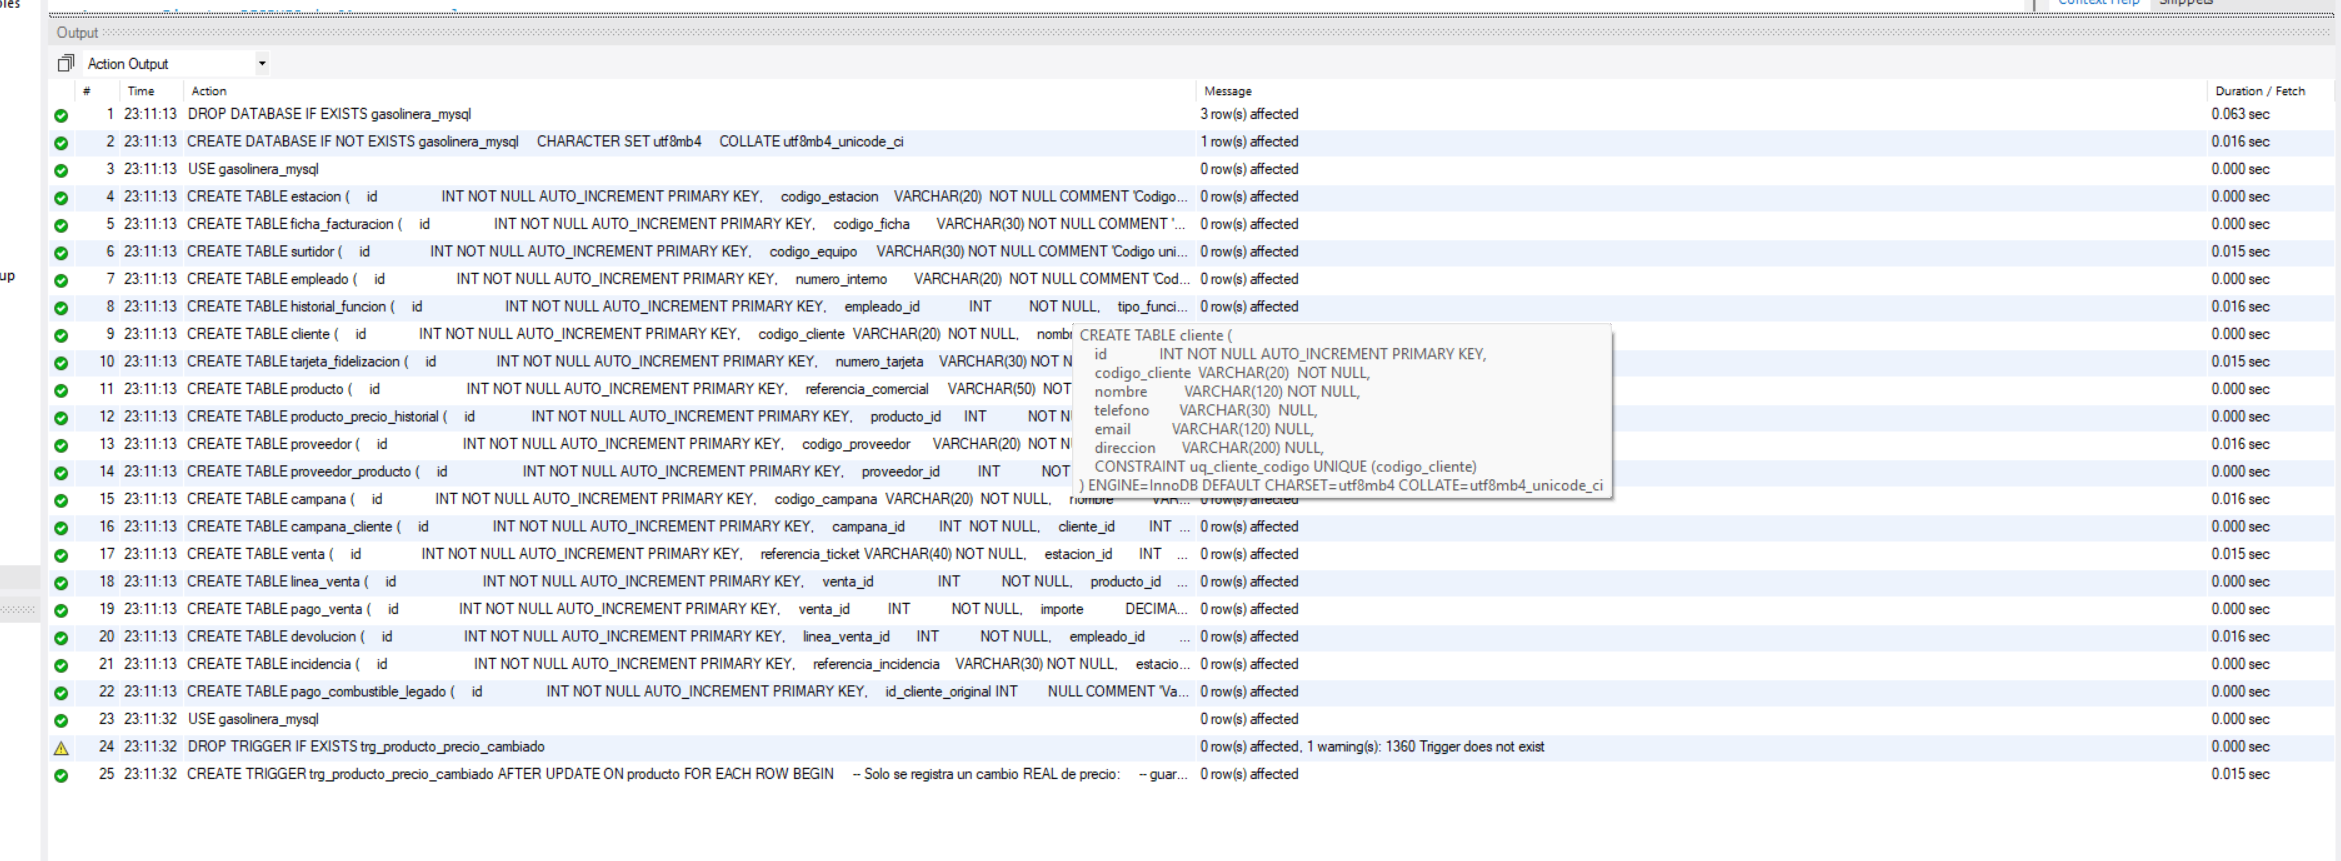 Context Help Snippets
Output
Action Output
# Time Action Message Duration / Fetch
1 23:11:13 DROP DATABASE IF EXISTS gasolinera_mysql 3 row(s) affected 0.063 sec
2 23:11:13 CREATE DATABASE IF NOT EXISTS gasolinera_mysql CHARACTER SET utf8mb4 COLLATE utf8mb4_unicode_ci 1 row(s) affected 0.016 sec
3 23:11:13 USE gasolinera_mysql 0 row(s) affected 0.000 sec
4 23:11:13 CREATE TABLE estacion ( id INT NOT NULL AUTO_INCREMENT PRIMARY KEY, codigo_estacion VARCHAR(20) NOT NULL COMMENT 'Codigo... 0 row(s) affected 0.000 sec
5 23:11:13 CREATE TABLE ficha_facturacion ( id INT NOT NULL AUTO_INCREMENT PRIMARY KEY, codigo_ficha VARCHAR(30) NOT NULL COMMENT '... 0 row(s) affected 0.000 sec
up
6 23:11:13 CREATE TABLE surtidor ( id INT NOT NULL AUTO_INCREMENT PRIMARY KEY, codigo_equipo VARCHAR(30) NOT NULL COMMENT 'Codigo uni... 0 row(s) affected 0.015 sec
7 23:11:13 CREATE TABLE empleado ( id INT NOT NULL AUTO_INCREMENT PRIMARY KEY, numero_interno VARCHAR(20) NOT NULL COMMENT 'Cod... 0 row(s) affected 0.000 sec
8 23:11:13 CREATE TABLE historial_funcion ( id INT NOT NULL AUTO_INCREMENT PRIMARY KEY, empleado_id INT NOT NULL, tipo_funci... 0 row(s) affected 0.016 sec
9 23:11:13 CREATE TABLE cliente ( id INT NOT NULL AUTO_INCREMENT PRIMARY KEY, codigo_cliente VARCHAR(20) NOT NULL, nombr 0.000 sec
10 23:11:13 CREATE TABLE tarjeta_fidelizacion ( id INT NOT NULL AUTO_INCREMENT PRIMARY KEY, numero_tarjeta VARCHAR(30) NOT N 0.015 sec
11 23:11:13 CREATE TABLE producto ( id INT NOT NULL AUTO_INCREMENT PRIMARY KEY, referencia_comercial VARCHAR(50) NOT 0.000 sec
12 23:11:13 CREATE TABLE producto_precio_historial ( id INT NOT NULL AUTO_INCREMENT PRIMARY KEY, producto_id INT NOT N 0.000 sec
13 23:11:13 CREATE TABLE proveedor ( id INT NOT NULL AUTO_INCREMENT PRIMARY KEY, codigo_proveedor VARCHAR(20) NOT N 0.016 sec
14 23:11:13 CREATE TABLE proveedor_producto ( id INT NOT NULL AUTO_INCREMENT PRIMARY KEY, proveedor_id INT NOT 0.000 sec
CREATE TABLE cliente (
id INT NOT NULL AUTO_INCREMENT PRIMARY KEY,
codigo_cliente VARCHAR(20) NOT NULL,
nombre VARCHAR(120) NOT NULL,
telefono VARCHAR(30) NULL,
email VARCHAR(120) NULL,
direccion VARCHAR(200) NULL,
CONSTRAINT uq_cliente_codigo UNIQUE (codigo_cliente)
) ENGINE=InnoDB DEFAULT CHARSET=utf8mb4 COLLATE=utf8mb4_unicode_ci
15 23:11:13 CREATE TABLE campana ( id INT NOT NULL AUTO_INCREMENT PRIMARY KEY, codigo_campana VARCHAR(20) NOT NULL, nombre VAR... 0 row(s) affected 0.016 sec
16 23:11:13 CREATE TABLE campana_cliente ( id INT NOT NULL AUTO_INCREMENT PRIMARY KEY, campana_id INT NOT NULL, cliente_id INT ... 0 row(s) affected 0.000 sec
17 23:11:13 CREATE TABLE venta ( id INT NOT NULL AUTO_INCREMENT PRIMARY KEY, referencia_ticket VARCHAR(40) NOT NULL, estacion_id INT ... 0 row(s) affected 0.015 sec
18 23:11:13 CREATE TABLE linea_venta ( id INT NOT NULL AUTO_INCREMENT PRIMARY KEY, venta_id INT NOT NULL, producto_id ... 0 row(s) affected 0.000 sec
19 23:11:13 CREATE TABLE pago_venta ( id INT NOT NULL AUTO_INCREMENT PRIMARY KEY, venta_id INT NOT NULL, importe DECIMA... 0 row(s) affected 0.000 sec
20 23:11:13 CREATE TABLE devolucion ( id INT NOT NULL AUTO_INCREMENT PRIMARY KEY, linea_venta_id INT NOT NULL, empleado_id ... 0 row(s) affected 0.016 sec
21 23:11:13 CREATE TABLE incidencia ( id INT NOT NULL AUTO_INCREMENT PRIMARY KEY, referencia_incidencia VARCHAR(30) NOT NULL, estacio... 0 row(s) affected 0.000 sec
22 23:11:13 CREATE TABLE pago_combustible_legado ( id INT NOT NULL AUTO_INCREMENT PRIMARY KEY, id_cliente_original INT NULL COMMENT 'Va... 0 row(s) affected 0.000 sec
23 23:11:32 USE gasolinera_mysql 0 row(s) affected 0.000 sec
24 23:11:32 DROP TRIGGER IF EXISTS trg_producto_precio_cambiado 0 row(s) affected, 1 warning(s): 1360 Trigger does not exist 0.000 sec
25 23:11:32 CREATE TRIGGER trg_producto_precio_cambiado AFTER UPDATE ON producto FOR EACH ROW BEGIN -- Solo se registra un cambio REAL de precio: -- guar... 0 row(s) affected 0.015 sec